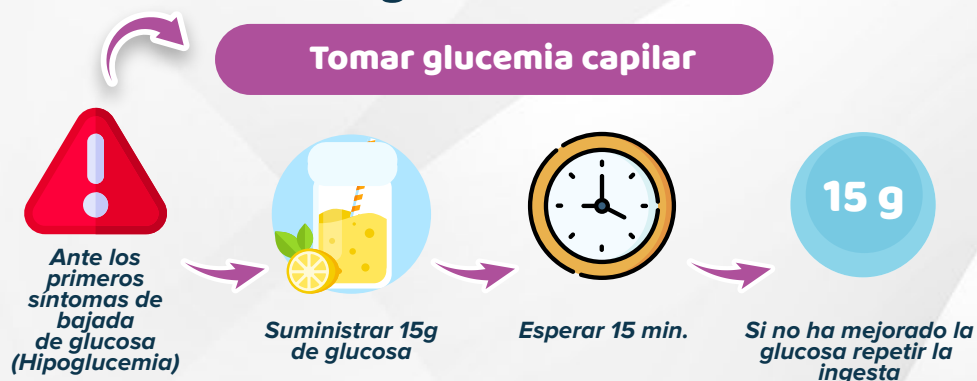 Tomar glucemia capilar
Ante los
primeros
síntomas de
bajada
de glucosa
(Hipoglucemia)
Suministrar 15g
de glucosa
Esperar 15 min.
15 g
Si no ha mejorado la
glucosa repetir la
ingesta